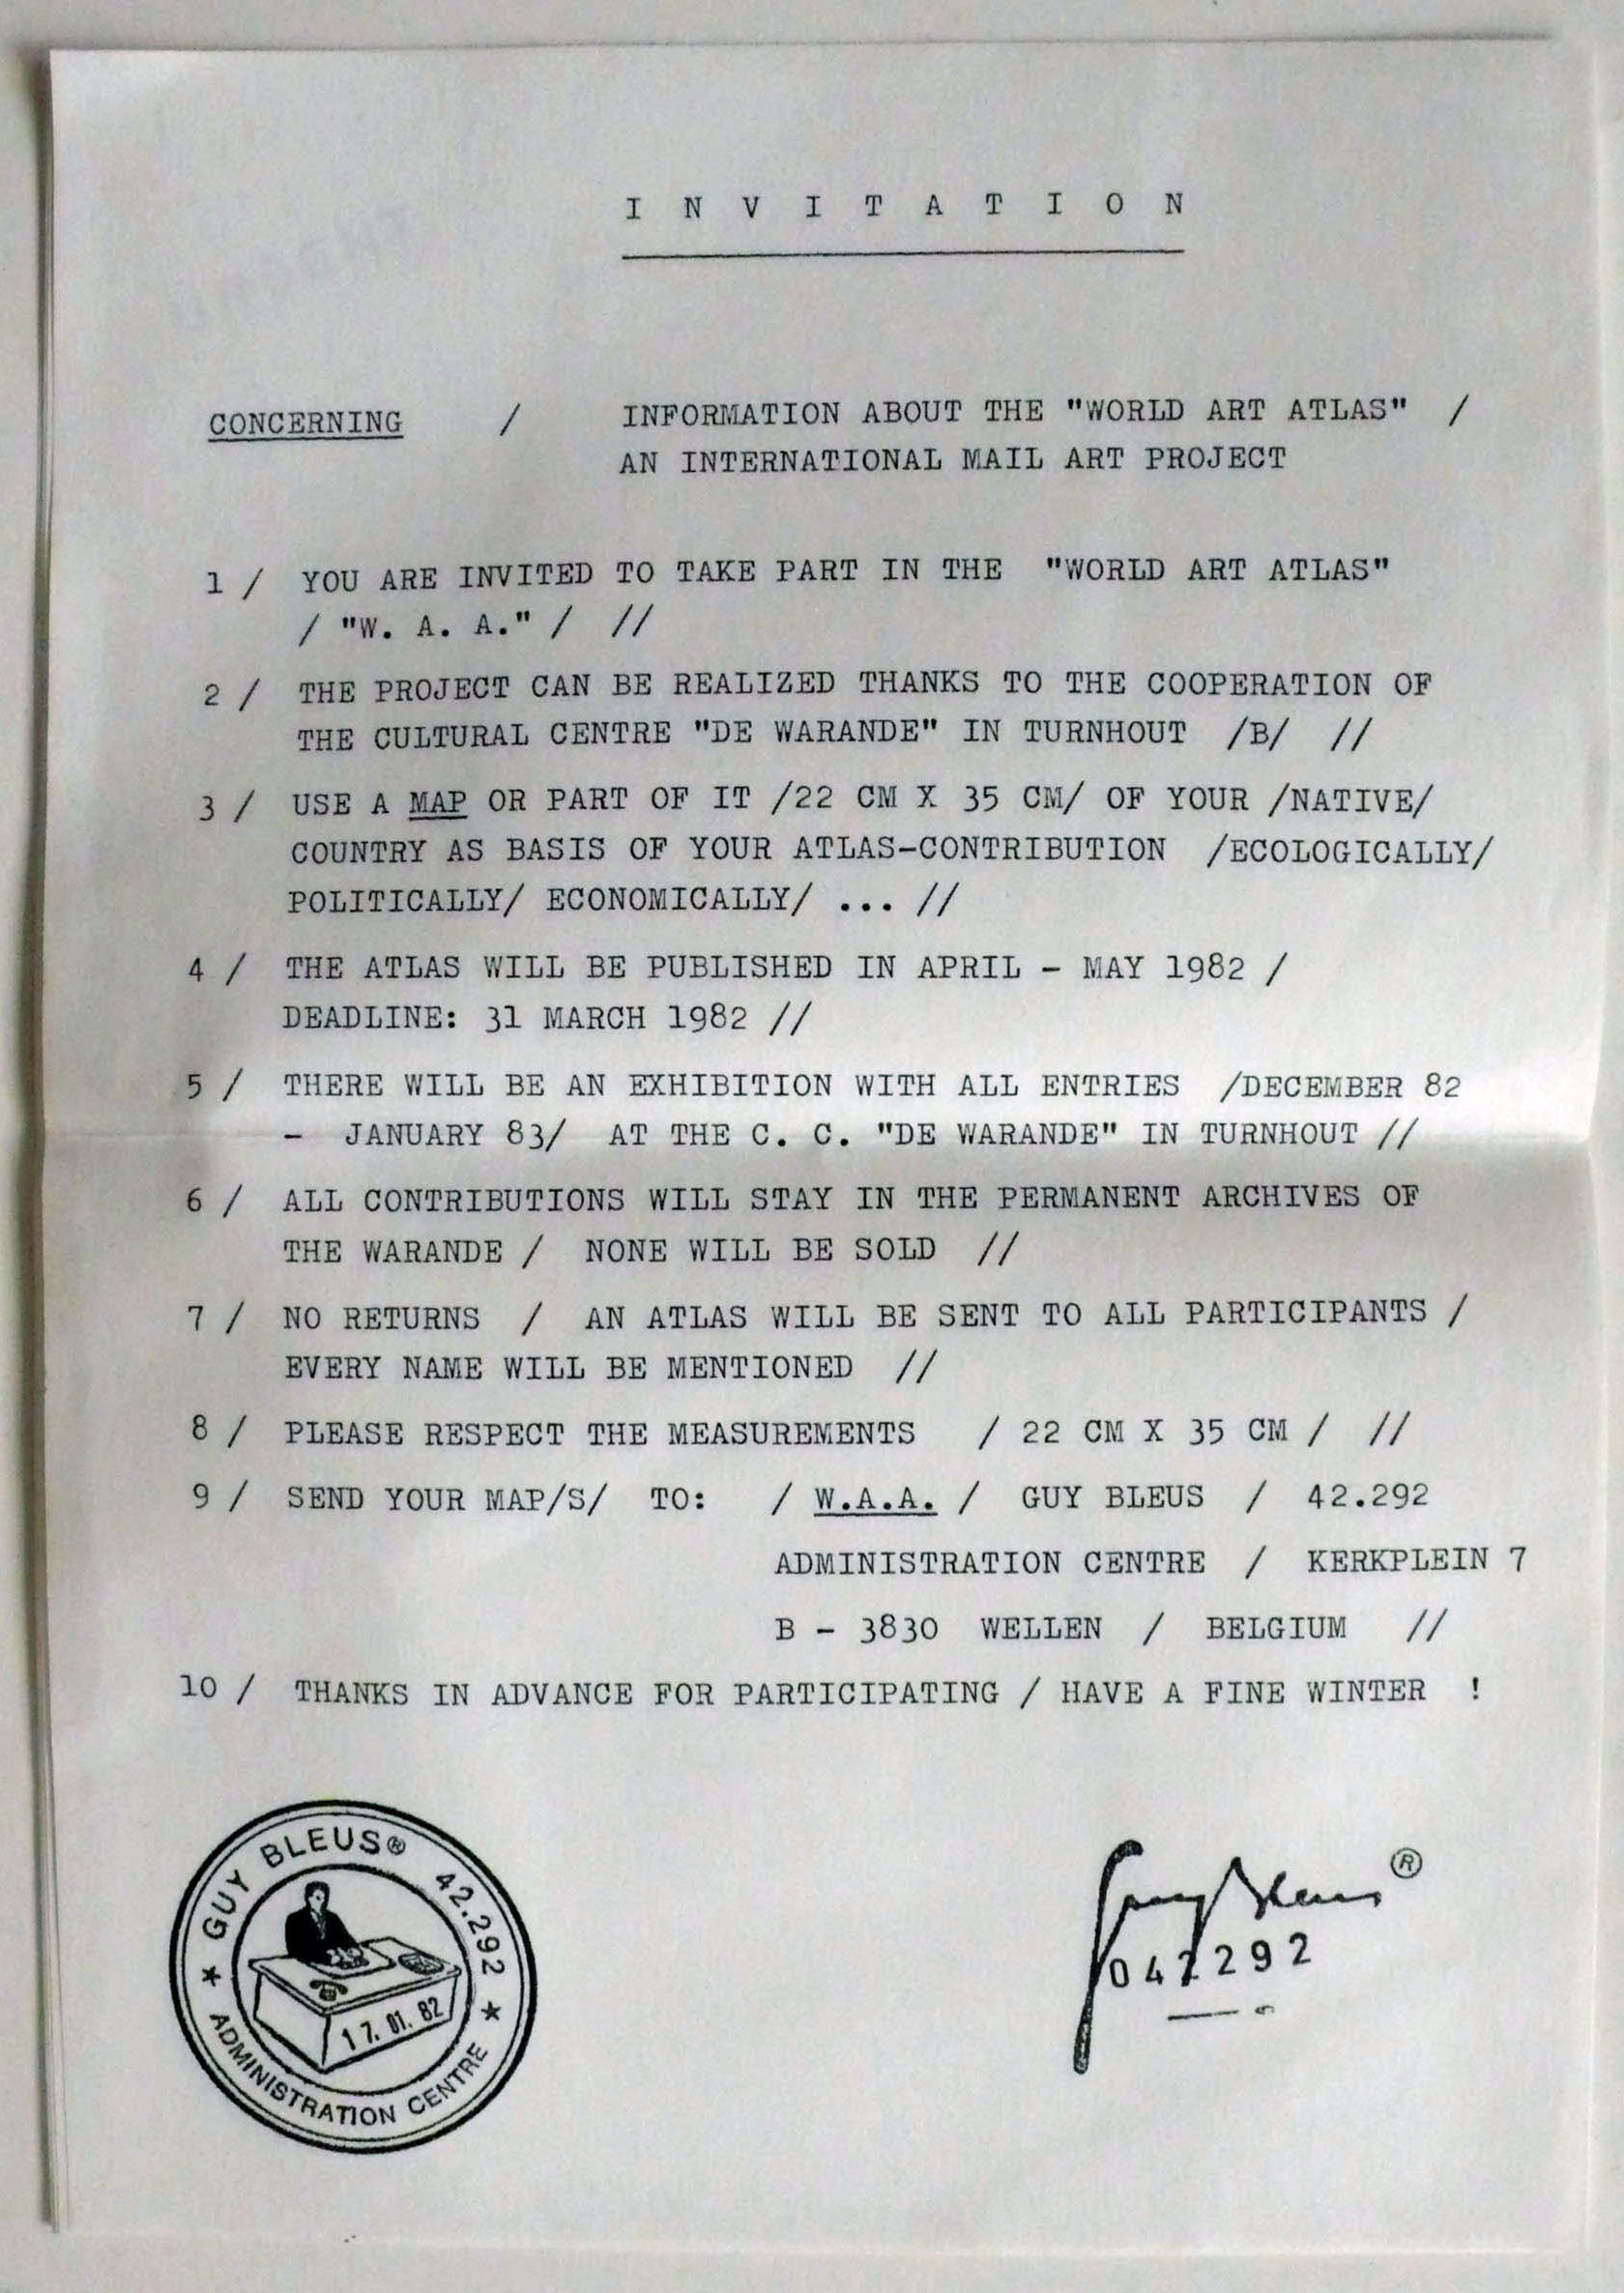 I N V I T A T I O N
CONCERNING / INFORMATION ABOUT THE "WORLD ART ATLAS" /
AN INTERNATIONAL MAIL ART PROJECT
1 / YOU ARE INVITED TO TAKE PART IN THE "WORLD ART ATLAS"
/ "W. A. A." / //
2 / THE PROJECT CAN BE REALIZED THANKS TO THE COOPERATION OF
THE CULTURAL CENTRE "DE WARANDE" IN TURNHOUT /B/ //
3 / USE A MAP OR PART OF IT /22 CM X 35 CM/ OF YOUR /NATIVE/
COUNTRY AS BASIS OF YOUR ATLAS-CONTRIBUTION /ECOLOGICALLY/
POLITICALLY/ ECONOMICALLY/ ... //
4 / THE ATLAS WILL BE PUBLISHED IN APRIL - MAY 1982 /
DEADLINE: 31 MARCH 1982 //
5 / THERE WILL BE AN EXHIBITION WITH ALL ENTRIES /DECEMBER 82
- JANUARY 83/ AT THE C. C. "DE WARANDE" IN TURNHOUT //
6 / ALL CONTRIBUTIONS WILL STAY IN THE PERMANENT ARCHIVES OF
THE WARANDE / NONE WILL BE SOLD //
7 / NO RETURNS / AN ATLAS WILL BE SENT TO ALL PARTICIPANTS /
EVERY NAME WILL BE MENTIONED //
8 / PLEASE RESPECT THE MEASUREMENTS / 22 CM X 35 CM / //
9 / SEND YOUR MAP/S/ TO: / W.A.A. / GUY BLEUS / 42.292
ADMINISTRATION CENTRE / KERKPLEIN 7
B - 3830 WELLEN / BELGIUM //
10 / THANKS IN ADVANCE FOR PARTICIPATING / HAVE A FINE WINTER !
GUY BLEUS® 42.292
17. 01. 82
★ ADMINISTRATION CENTRE ★
Guy Bleus ®
042292